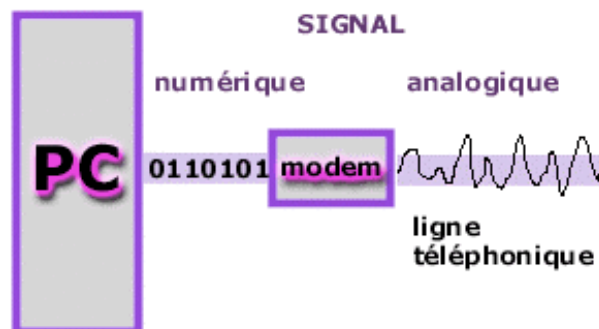 SIGNAL
numérique analogique
PC 0110101 modem
ligne
téléphonique